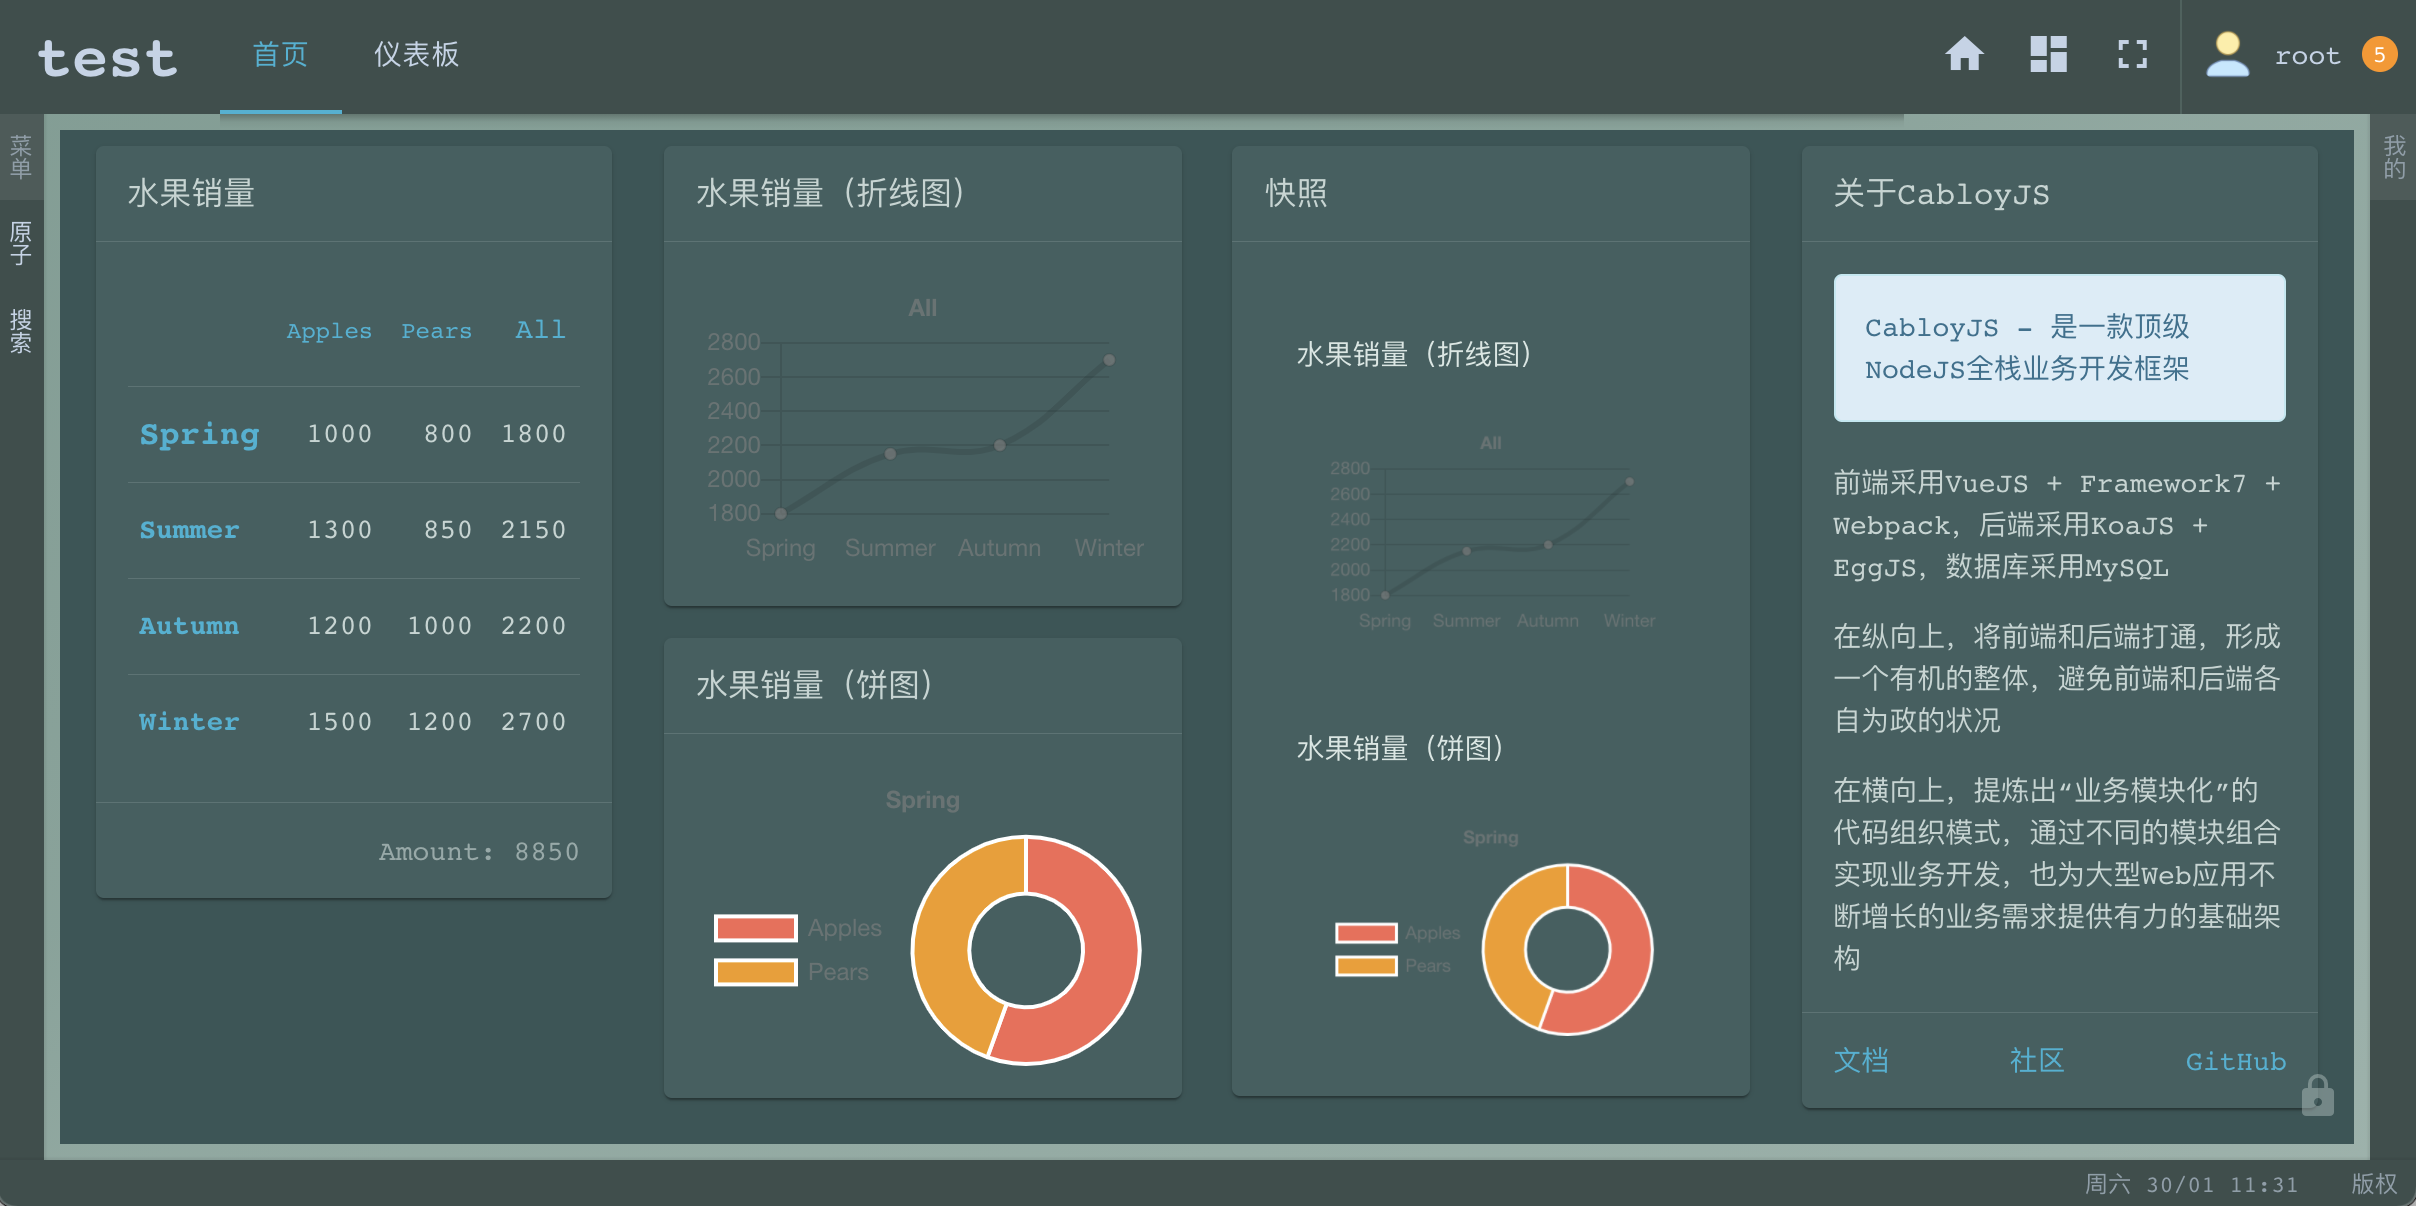 test
首页
仪表板
root
5
菜单
原子
搜索
我的
水果销量
Apples Pears All
Spring 1000 800 1800
Summer 1300 850 2150
Autumn 1200 1000 2200
Winter 1500 1200 2700
Amount: 8850
水果销量（折线图）
All
2800
2600
2400
2200
2000
1800
Spring Summer Autumn Winter
水果销量（饼图）
Spring
Apples
Pears
快照
水果销量（折线图）
All
2800
2600
2400
2200
2000
1800
Spring Summer Autumn Winter
水果销量（饼图）
Spring
Apples
Pears
关于CabloyJS
CabloyJS - 是一款顶级
NodeJS全栈业务开发框架
前端采用VueJS + Framework7 +
Webpack，后端采用KoaJS +
EggJS，数据库采用MySQL
在纵向上，将前端和后端打通，形成
一个有机的整体，避免前端和后端各
自为政的状况
在横向上，提炼出“业务模块化”的
代码组织模式，通过不同的模块组合
实现业务开发，也为大型Web应用不
断增长的业务需求提供有力的基础架
构
文档 社区 GitHub
周六 30/01 11:31 版权